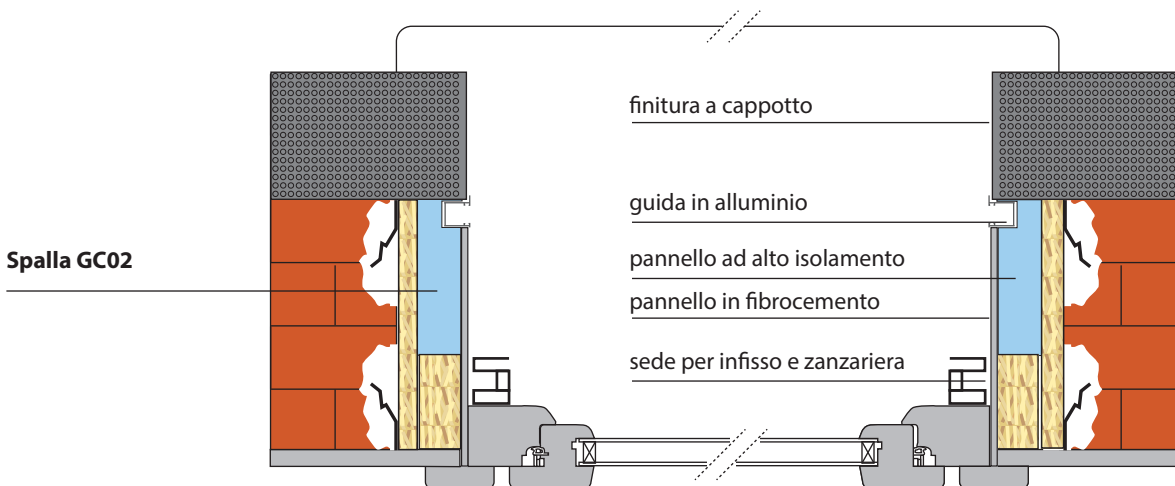 finitura a cappotto
guida in alluminio
Spalla GC02
pannello ad alto isolamento
pannello in fibrocemento
sede per infisso e zanzariera